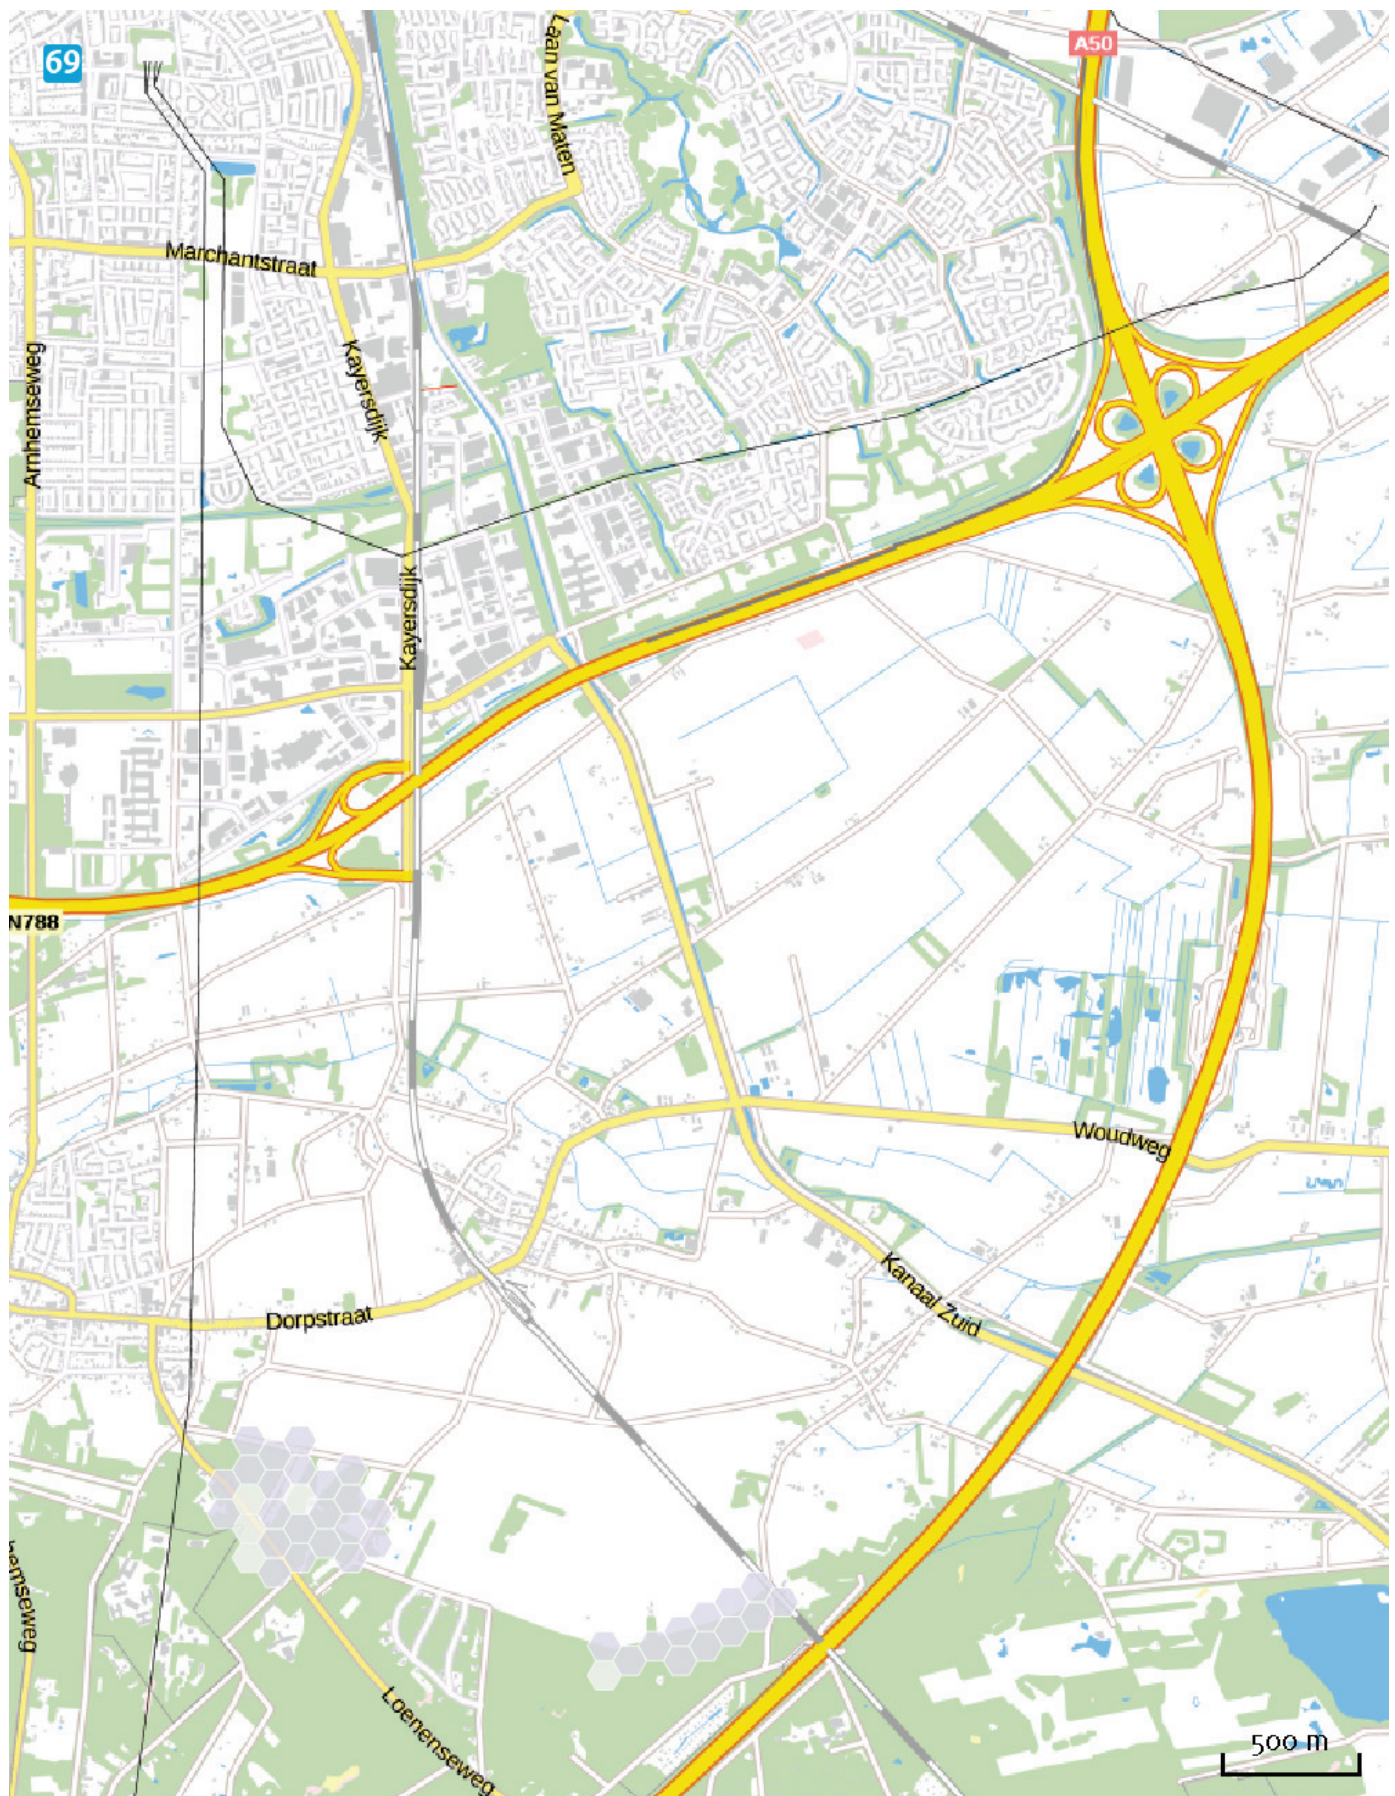 69
A50
Laan van Maten
Marchantstraat
Kayersdijk
Arnhemseweg
Kayersdijk
N788
Woudweg
Kanaal Zuid
Dorpstraat
Loenenseweg
500 m